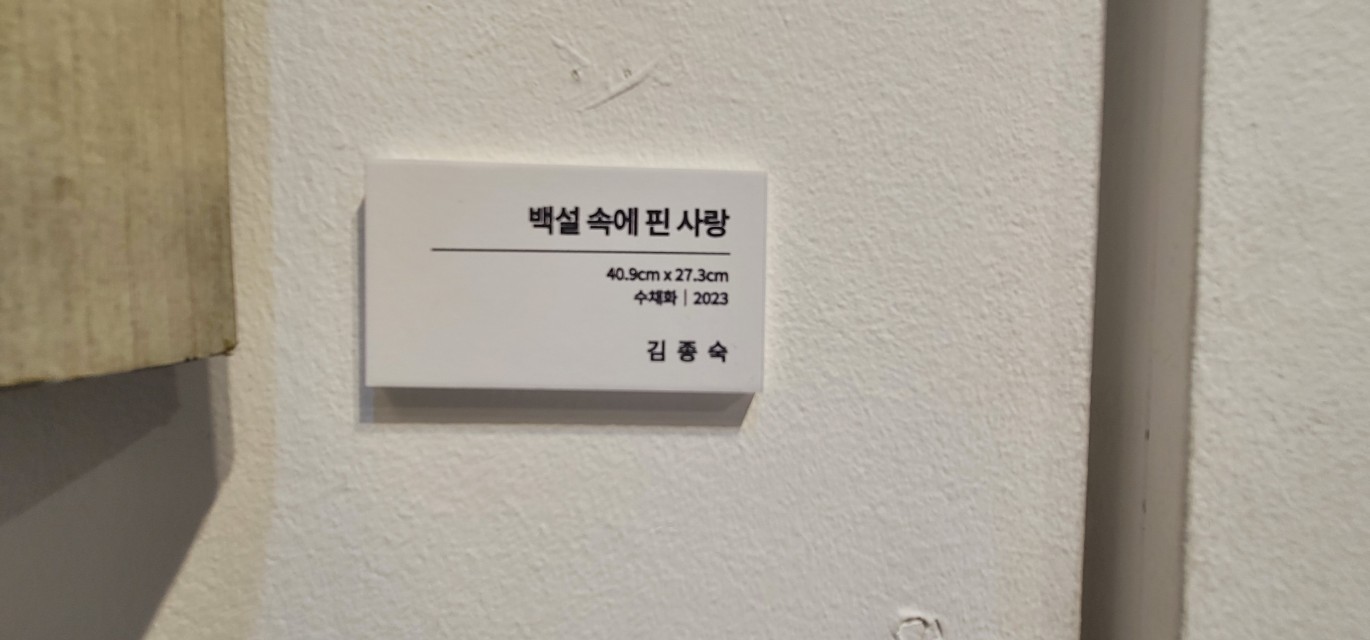 백설 속에 핀 사랑
40.9cm x 27.3cm
수채화 | 2023
김 종 숙